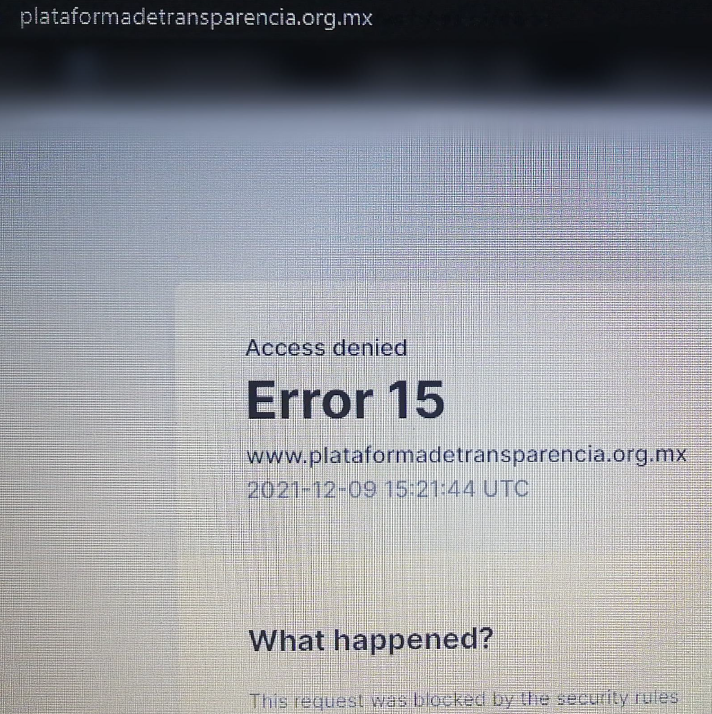 plataformadetransparencia.org.mx
Access denied
Error 15
www.plataformadetransparencia.org.mx
2021-12-09 15:21:44 UTC
What happened?
This request was blocked by the security rules